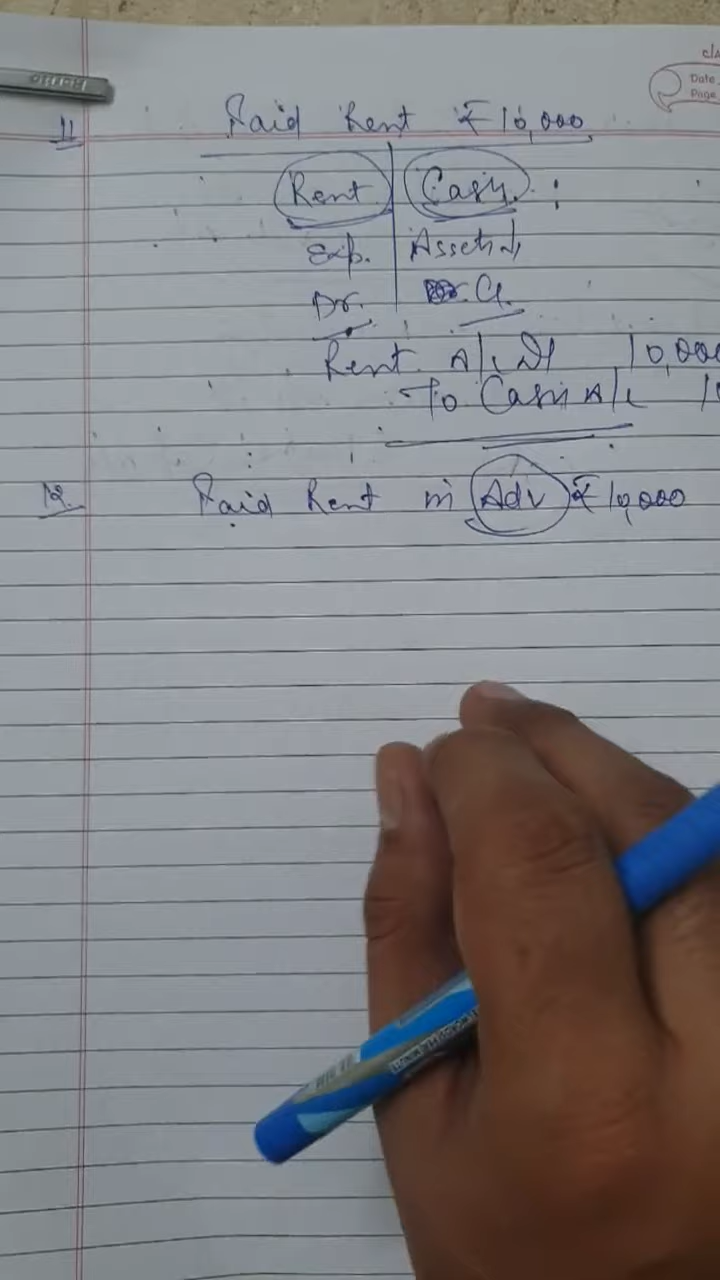 Date
Page
11 Paid Rent ₹ 10,000
Rent Cash :
Exp. Asset ↓
Dr. Cr.
Rent A/c Dr 10,000
To Cash A/c 10
12. Paid Rent in Adv ₹ 10,000